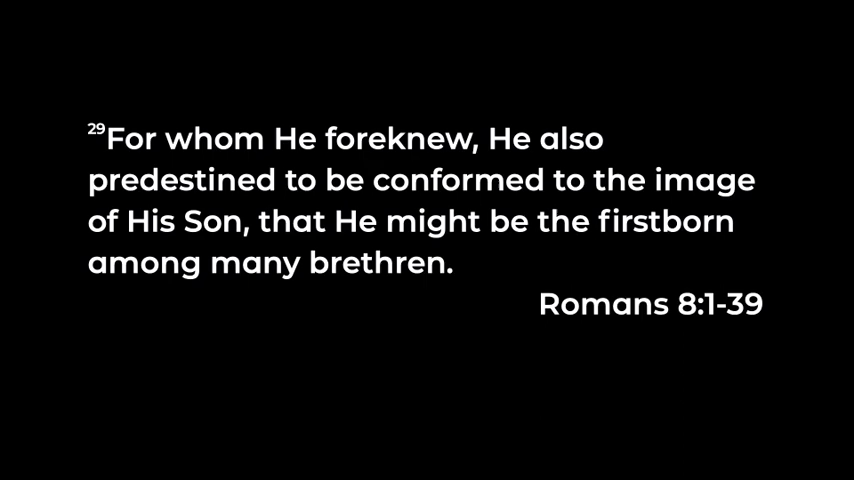 29For whom He foreknew, He also
predestined to be conformed to the image
of His Son, that He might be the firstborn
among many brethren.
Romans 8:1-39